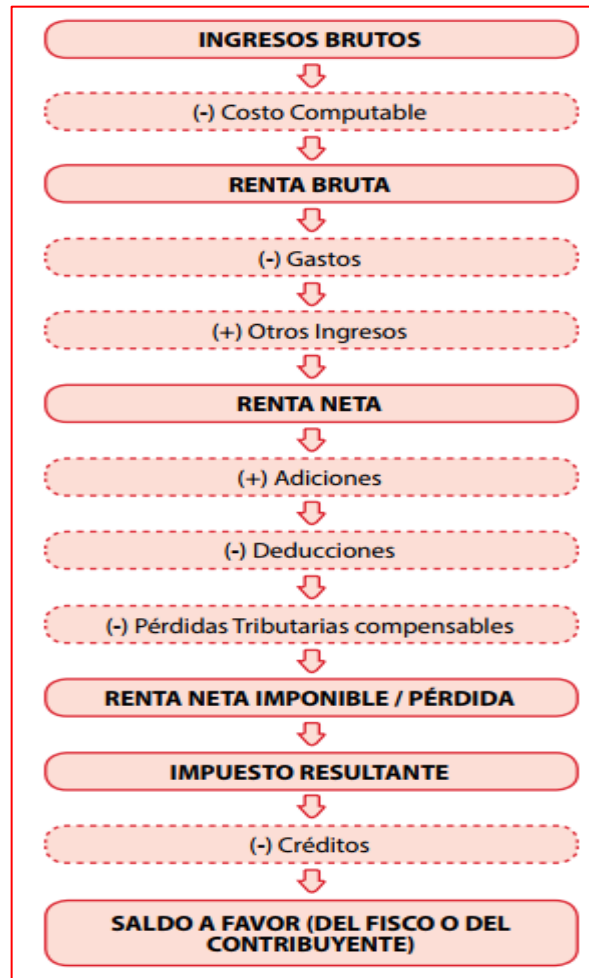 INGRESOS BRUTOS
(-) Costo Computable
RENTA BRUTA
(-) Gastos
(+) Otros Ingresos
RENTA NETA
(+) Adiciones
(-) Deducciones
(-) Pérdidas Tributarias compensables
RENTA NETA IMPONIBLE / PÉRDIDA
IMPUESTO RESULTANTE
(-) Créditos
SALDO A FAVOR (DEL FISCO O DEL
CONTRIBUYENTE)